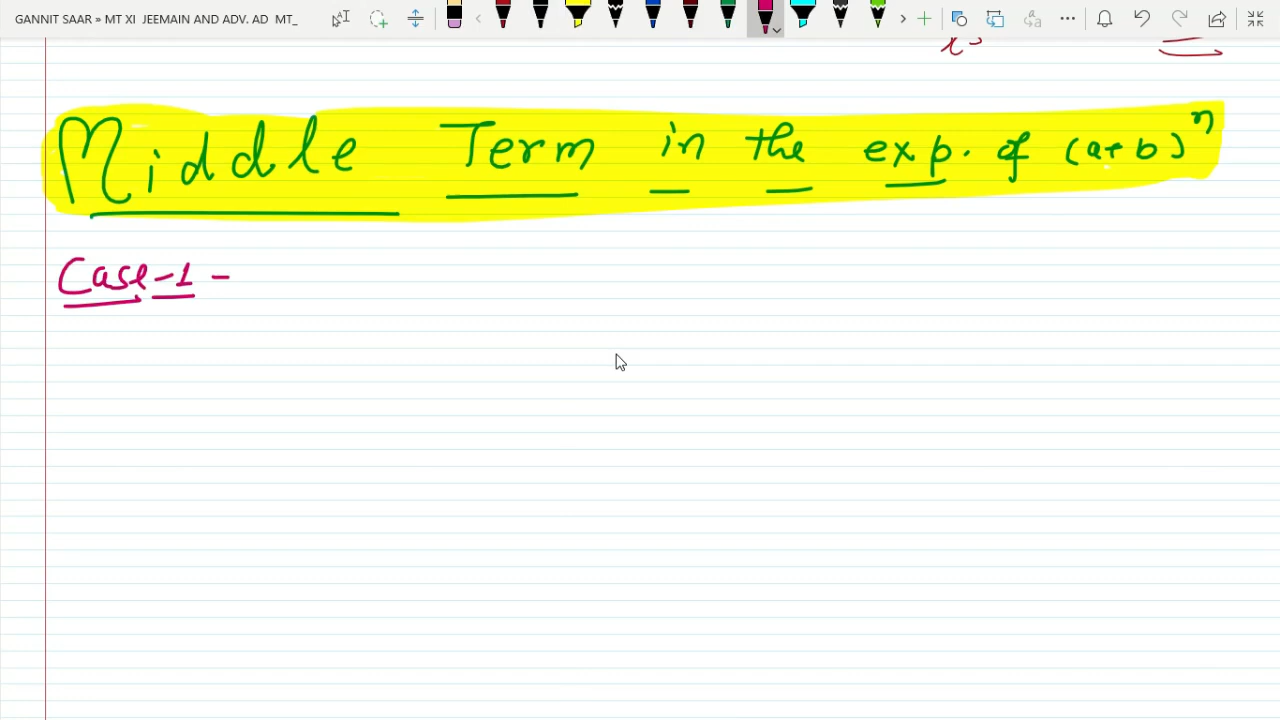 GANNIT SAAR » MT XI JEEMAIN AND ADV. AD MT_
Middle Term in the exp. of (a+b)^n
Case-1 -